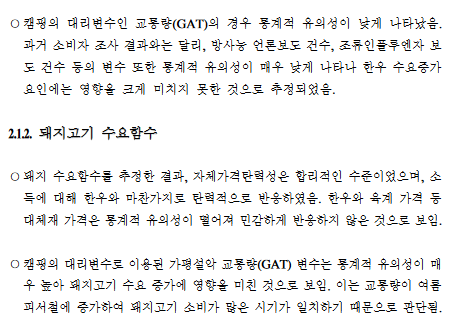 ○ 캠핑의 대리변수인 교통량(GAT)의 경우 통계적 유의성이 낮게 나타났음.
과거 소비자 조사 결과와는 달리, 방사능 언론보도 건수, 조류인플루엔자 보
도 건수 등의 변수 또한 통계적 유의성이 매우 낮게 나타나 한우 수요증가
요인에는 영향을 크게 미치지 못한 것으로 추정되었음.
2.1.2. 돼지고기 수요함수
○ 돼지 수요함수를 추정한 결과, 자체가격탄력성은 합리적인 수준이었으며, 소
득에 대해 한우와 마찬가지로 탄력적으로 반응하였음. 한우와 육계 가격 등
대체재 가격은 통계적 유의성이 떨어져 민감하게 반응하지 않은 것으로 보임.
○ 캠핑의 대리변수로 이용된 가평설악 교통량(GAT) 변수는 통계적 유의성이 매
우 높아 돼지고기 수요 증가에 영향을 미친 것으로 보임. 이는 교통량이 여름
피서철에 증가하여 돼지고기 소비가 많은 시기가 일치하기 때문으로 판단됨.